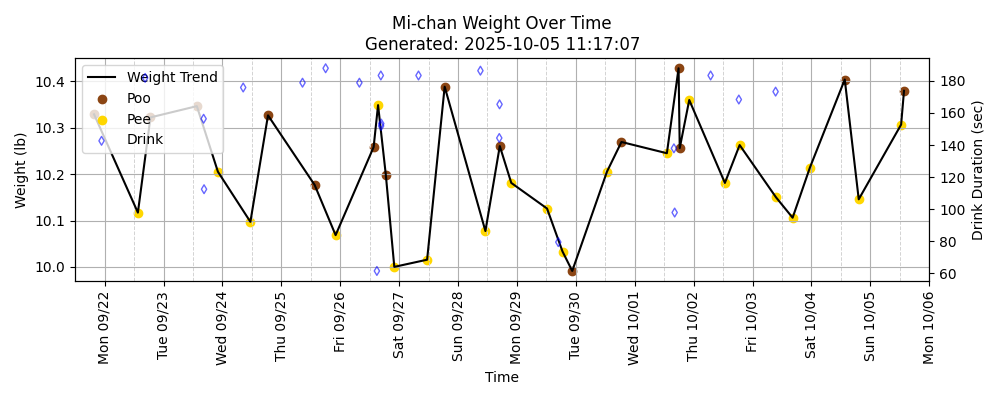 Mi-chan Weight Over Time
Generated: 2025-10-05 11:17:07
Weight (lb)
10.4
10.3
10.2
10.1
10.0
Weight Trend
Poo
Pee
Drink
180
160
140
120
100
80
60
Drink Duration (sec)
Mon 09/22
Tue 09/23
Wed 09/24
Thu 09/25
Fri 09/26
Sat 09/27
Sun 09/28
Mon 09/29
Tue 09/30
Wed 10/01
Thu 10/02
Fri 10/03
Sat 10/04
Sun 10/05
Mon 10/06
Time